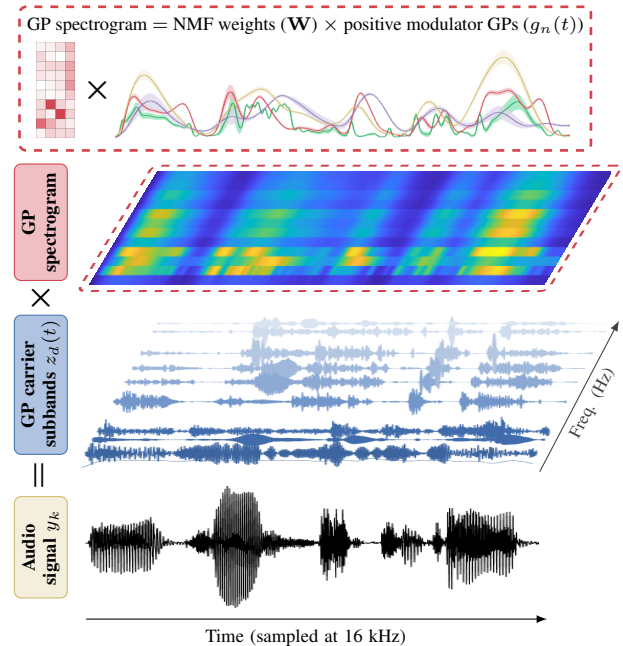 GP spectrogram = NMF weights (W) × positive modulator GPs (gₙ(t))
×
GP
spectrogram
×
GP carrier
subbands z_d(t)
Freq. (Hz)
=
Audio
signal y_k
Time (sampled at 16 kHz)